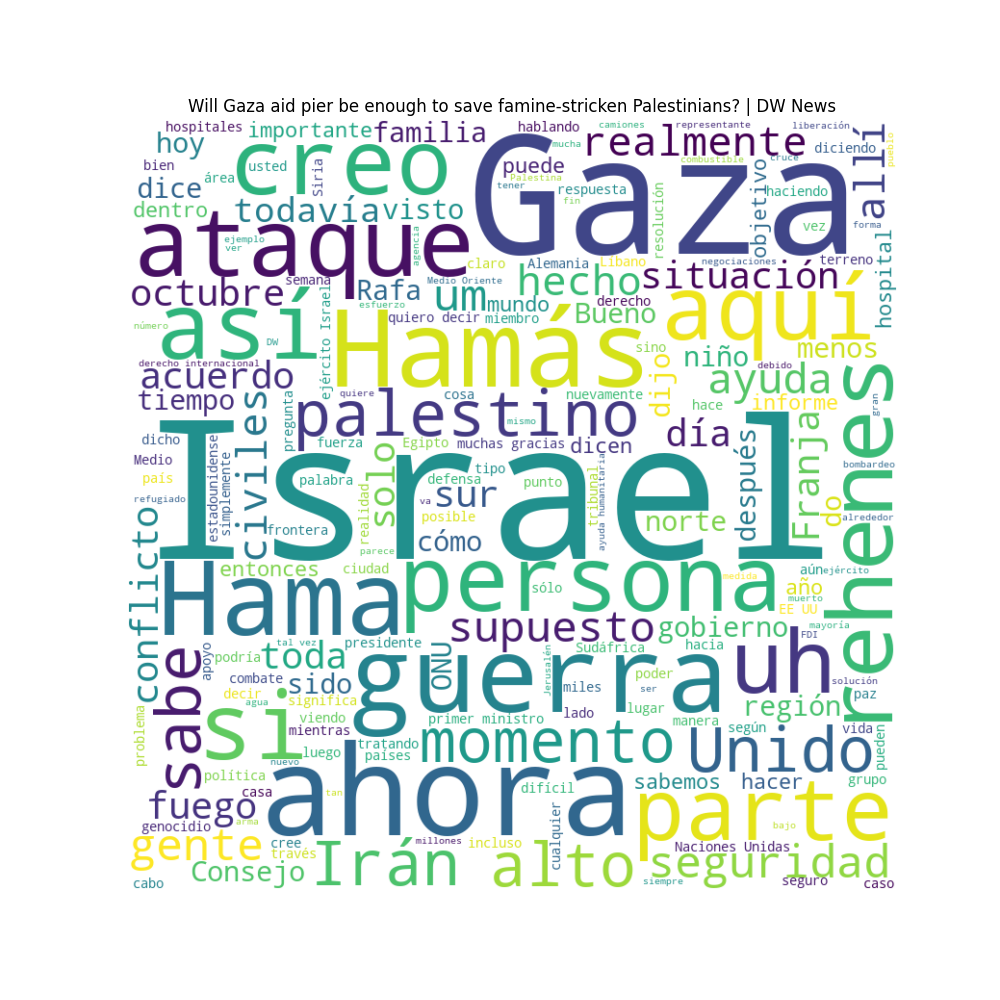 Will Gaza aid pier be enough to save famine-stricken Palestinians? | DW News
hospitales importante familia hablando camiones representante liberación
hoy creo Gaza mucha realmente diciendo allí pueblo
bien área usted Siria puede Palestina tener respuesta fin combustible cruce
dice haciendo objetivo resolución
dentro todavía visto vez forma
ataque ejemplo ver agencia claro Alemania Líbano negociaciones terreno hospital
semana Medio Oriente hecho situación
octubre Rafa esfuerzo um mundo derecho
así ejército Israel quiero decir miembro Bueno aquí
número DW Hamás sino niño menos
derecho internacional dijo debido
acuerdo quiere cosa nuevamente ayuda
tiempo palestino mismo hace informe gran rehenes
dicho pregunta fuerza Egipto muchas gracias dicen día después Franja
Medio estadounidense simplemente civiles palabra realidad solo defensa tipo punto tribunal ayuda humanitaria bombardeo
país Israel va sur
refugiado frontera posible norte do alrededor
conflicto parece cómo
entonces ciudad sólo medida aún ejército
Hama persona año muerto
EE UU
supuesto gobierno mayoría
tal vez presidente Jerusalén Sudáfrica hacia uh FDI
sabe apoyo podría toda ONU
combate sido guerra miles ser poder solución
decir significa lugar región paz
problema agua si viendo primer ministro lado manera según vida
mientras tratando momento Unido pueden
luego países
política nuevo difícil sabemos hacer grupo
casa tan ahora parte
fuego
genocidio arma cualquier bajo
gente cree millones incluso Naciones Unidas
través Irán alto seguridad
Consejo
cabo siempre seguro caso